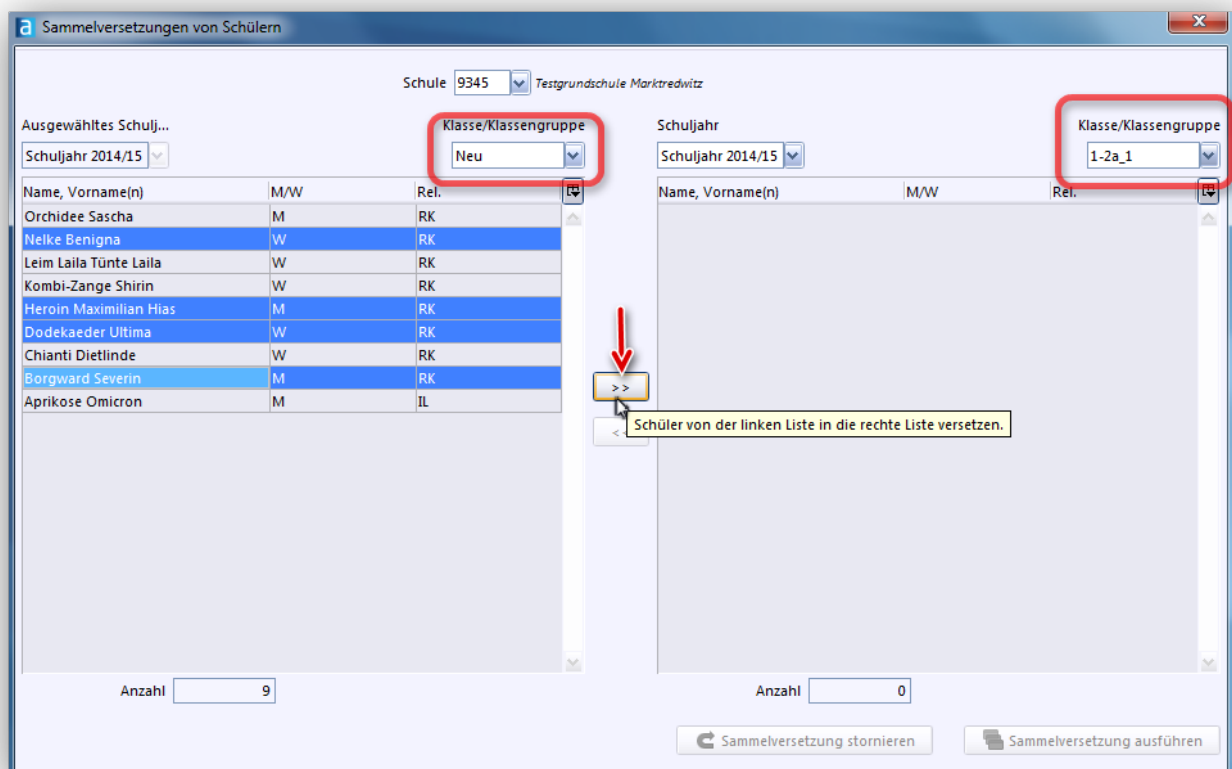 a Sammelversetzungen von Schülern
x
Schule 9345 Testgrundschule Marktredwitz
Ausgewähltes Schulj... Klasse/Klassengruppe
Schuljahr 2014/15 Neu
Name, Vorname(n) M/W Rel.
Orchidee Sascha M RK
Nelke Benigna W RK
Leim Laila Tünte Laila W RK
Kombi-Zange Shirin W RK
Heroin Maximilian Hias M RK
Dodekaeder Ultima W RK
Chianti Dietlinde W RK
Borgward Severin M RK
Aprikose Omicron M IL
Anzahl 9
>>
Schüler von der linken Liste in die rechte Liste versetzen.
<<
Schuljahr Klasse/Klassengruppe
Schuljahr 2014/15 1-2a_1
Name, Vorname(n) M/W Rel.
Anzahl 0
Sammelversetzung stornieren Sammelversetzung ausführen